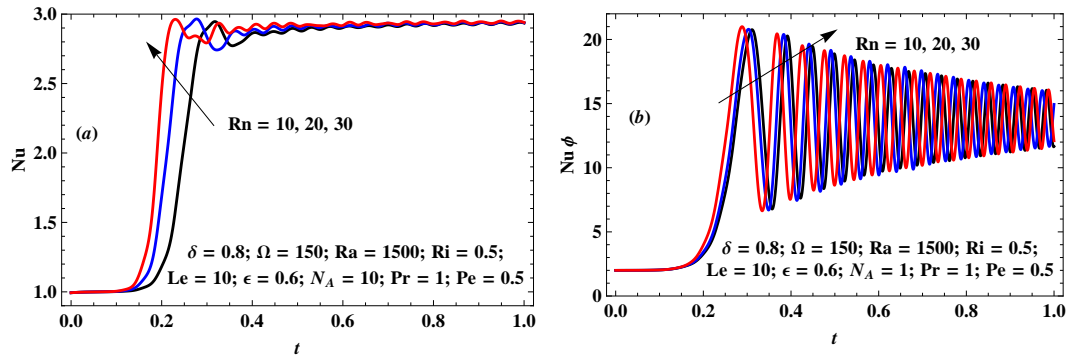 3.0
2.5
2.0
1.5
1.0
Nu
(a)
Rn = 10, 20, 30
δ = 0.8; Ω = 150; Ra = 1500; Ri = 0.5;
Le = 10; ϵ = 0.6; N_A = 10; Pr = 1; Pe = 0.5
0.0 0.2 0.4 0.6 0.8 1.0
t
20
15
10
5
0
Nu ϕ
Rn = 10, 20, 30
(b)
δ = 0.8; Ω = 150; Ra = 1500; Ri = 0.5;
Le = 10; ϵ = 0.6; N_A = 1; Pr = 1; Pe = 0.5
0.0 0.2 0.4 0.6 0.8 1.0
t